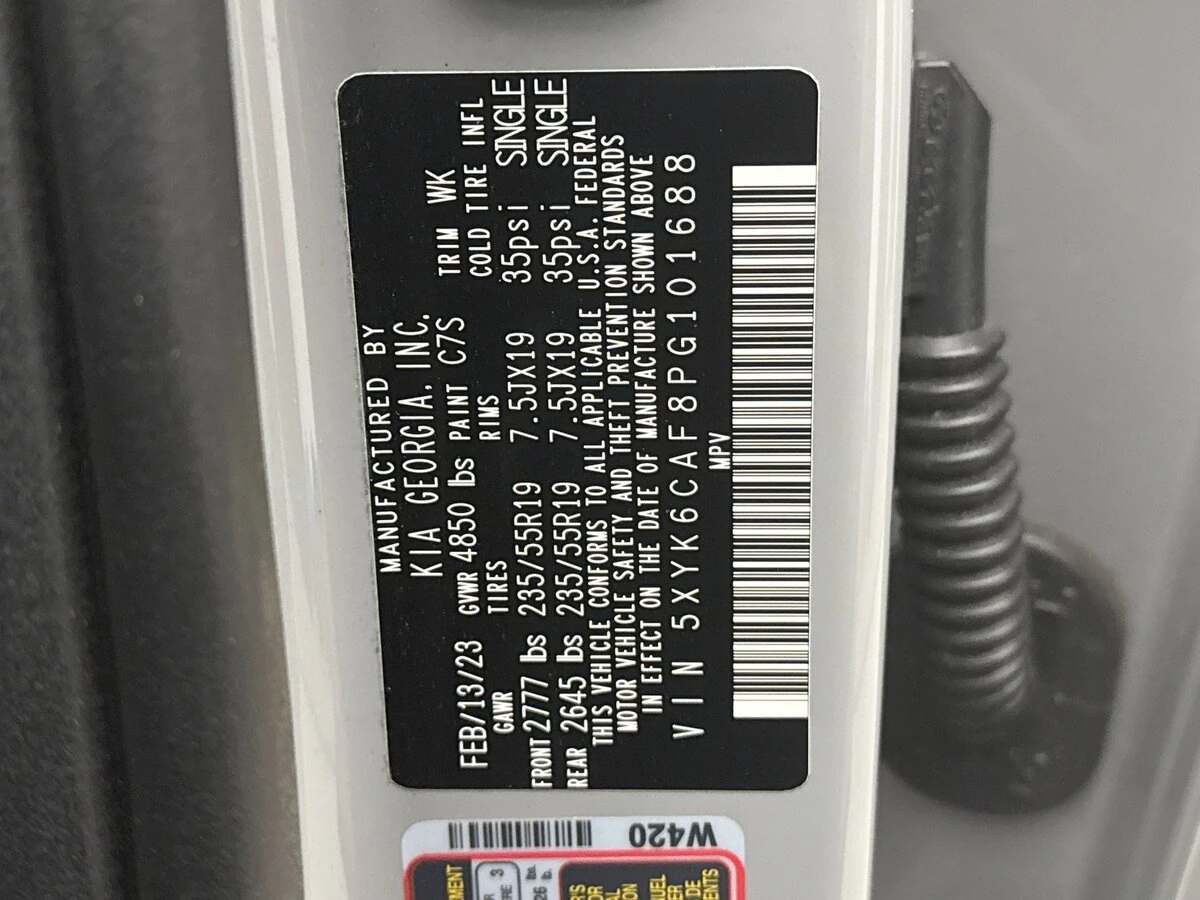 MANUFACTURED BY
KIA GEORGIA, INC.
FEB/13/23 GVWR 4850 lbs PAINT C7S TRIM WK
GAWR TIRES RIMS COLD TIRE INFL
FRONT 2777 lbs 235/55R19 7.5JX19 35psi SINGLE
REAR 2645 lbs 235/55R19 7.5JX19 35psi SINGLE
THIS VEHICLE CONFORMS TO ALL APPLICABLE U.S.A. FEDERAL
MOTOR VEHICLE SAFETY AND THEFT PREVENTION STANDARDS
IN EFFECT ON THE DATE OF MANUFACTURE SHOWN ABOVE
VIN 5XYK6CAF8PG101688
MPV
W420